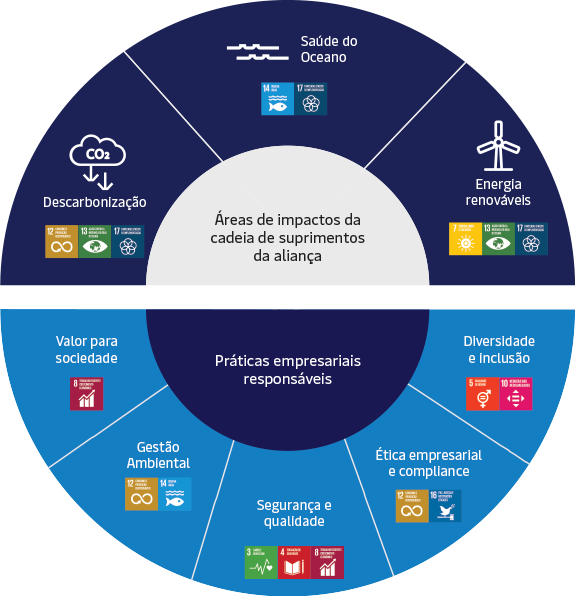 Saúde do
Oceano
14
17
CO₂
Descarbonização
12
13
17
Energia
renováveis
7
13
17
Áreas de impactos da
cadeia de suprimentos
da aliança
Práticas empresariais
responsáveis
Valor para
sociedade
8
Diversidade
e inclusão
5
10
Gestão
Ambiental
12
14
Ética empresarial
e compliance
12
16
Segurança e
qualidade
3
4
8